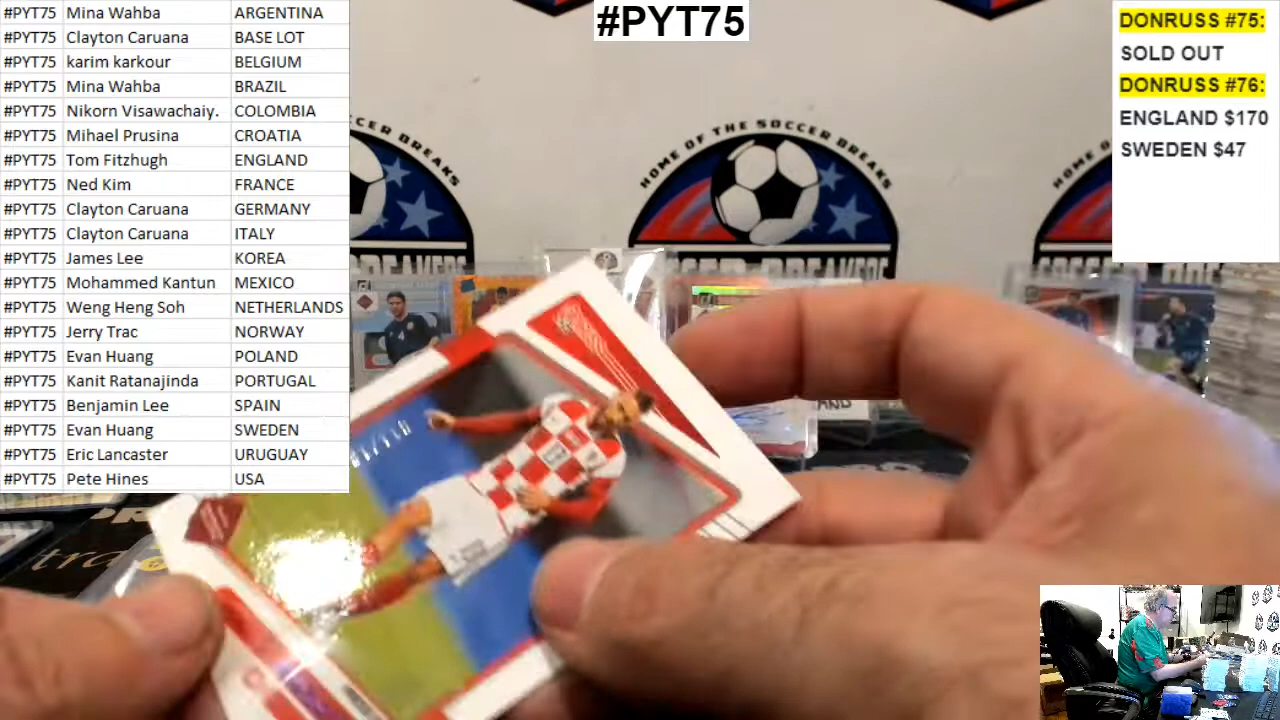 #PYT75 Mina Wahba ARGENTINA
#PYT75 Clayton Caruana BASE LOT
#PYT75 karim karkour BELGIUM
#PYT75 Mina Wahba BRAZIL
#PYT75 Nikorn Visawachaiy. COLOMBIA
#PYT75 Mihael Prusina CROATIA
#PYT75 Tom Fitzhugh ENGLAND
#PYT75 Ned Kim FRANCE
#PYT75 Clayton Caruana GERMANY
#PYT75 Clayton Caruana ITALY
#PYT75 James Lee KOREA
#PYT75 Mohammed Kantun MEXICO
#PYT75 Weng Heng Soh NETHERLANDS
#PYT75 Jerry Trac NORWAY
#PYT75 Evan Huang POLAND
#PYT75 Kanit Ratanajinda PORTUGAL
#PYT75 Benjamin Lee SPAIN
#PYT75 Evan Huang SWEDEN
#PYT75 Eric Lancaster URUGUAY
#PYT75 Pete Hines USA
#PYT75
DONRUSS #75:
SOLD OUT
DONRUSS #76:
ENGLAND $170
SWEDEN $47
CCER BREAKS
HOME OF THE SOCCER BREAKS
HOME O